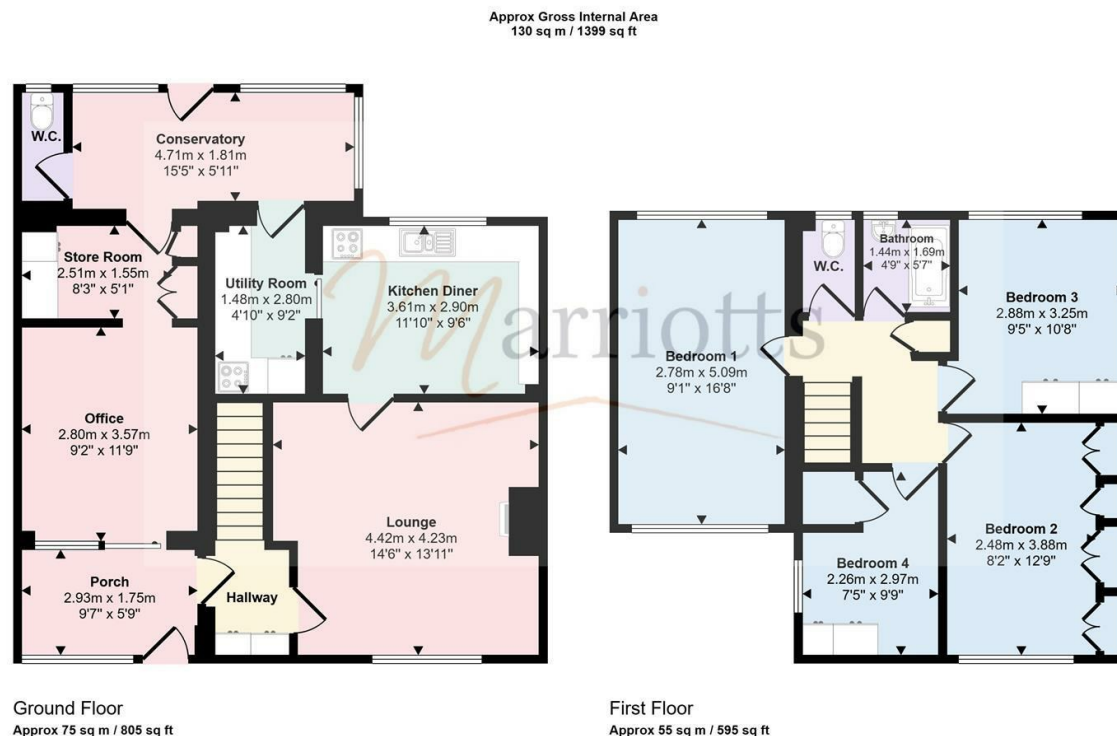 Approx Gross Internal Area
130 sq m / 1399 sq ft
W.C.
Conservatory
4.71m x 1.81m
15'5" x 5'11"
Store Room
2.51m x 1.55m
8'3" x 5'1"
Utility Room
1.48m x 2.80m
4'10" x 9'2"
Kitchen Diner
3.61m x 2.90m
11'10" x 9'6"
Office
2.80m x 3.57m
9'2" x 11'9"
Lounge
4.42m x 4.23m
14'6" x 13'11"
Porch
2.93m x 1.75m
9'7" x 5'9"
Hallway
Ground Floor
Approx 75 sq m / 805 sq ft
W.C.
Bathroom
1.44m x 1.69m
4'9" x 5'7"
Bedroom 3
2.88m x 3.25m
9'5" x 10'8"
Bedroom 1
2.78m x 5.09m
9'1" x 16'8"
Bedroom 2
2.48m x 3.88m
8'2" x 12'9"
Bedroom 4
2.26m x 2.97m
7'5" x 9'9"
First Floor
Approx 55 sq m / 595 sq ft
Marriotts